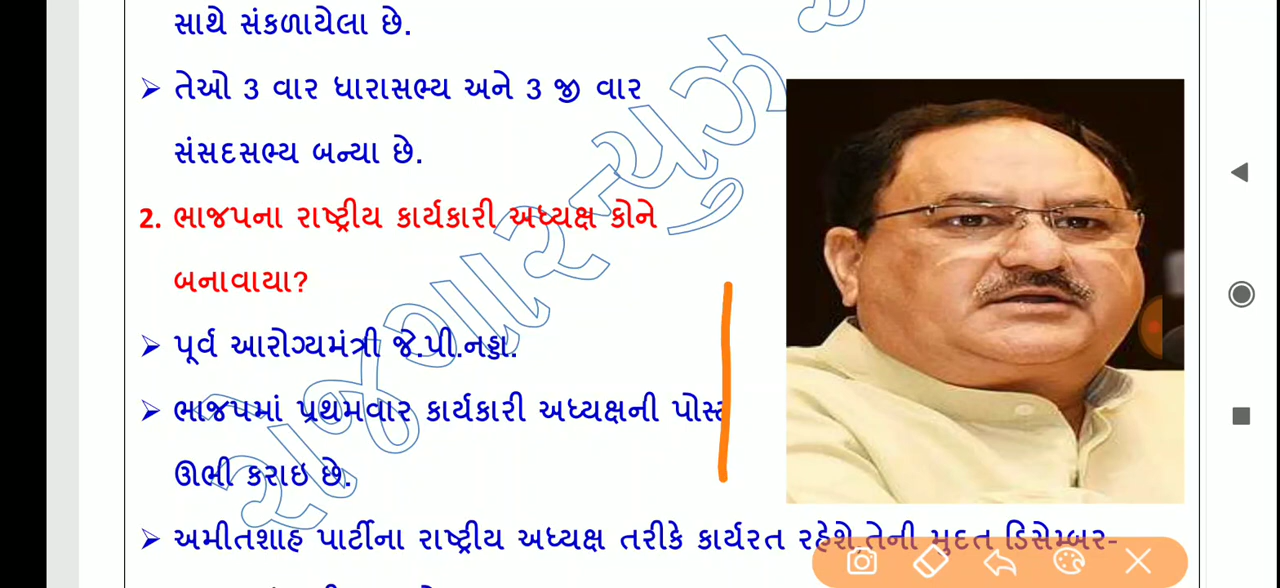 સાથે સંકળાયેલા છે.
➢ તેઓ 3 વાર ધારાસભ્ય અને 3 જી વાર
સંસદસભ્ય બન્યા છે.
2. ભાજપના રાષ્ટ્રીય કાર્યકારી અધ્યક્ષ કોને
બનાવાયા?
➢ પૂર્વ આરોગ્યમંત્રી જે.પી.નડ્ડા.
➢ ભાજપમાં પ્રથમવાર કાર્યકારી અધ્યક્ષની પોસ્ટ
ઊભી કરાઇ છે.
➢ અમીતશાહ પાર્ટીના રાષ્ટ્રીય અધ્યક્ષ તરીકે કાર્યરત રહેશે,તેની મુદત ડિસેમ્બર-
રોજગાર ન્યુઝ